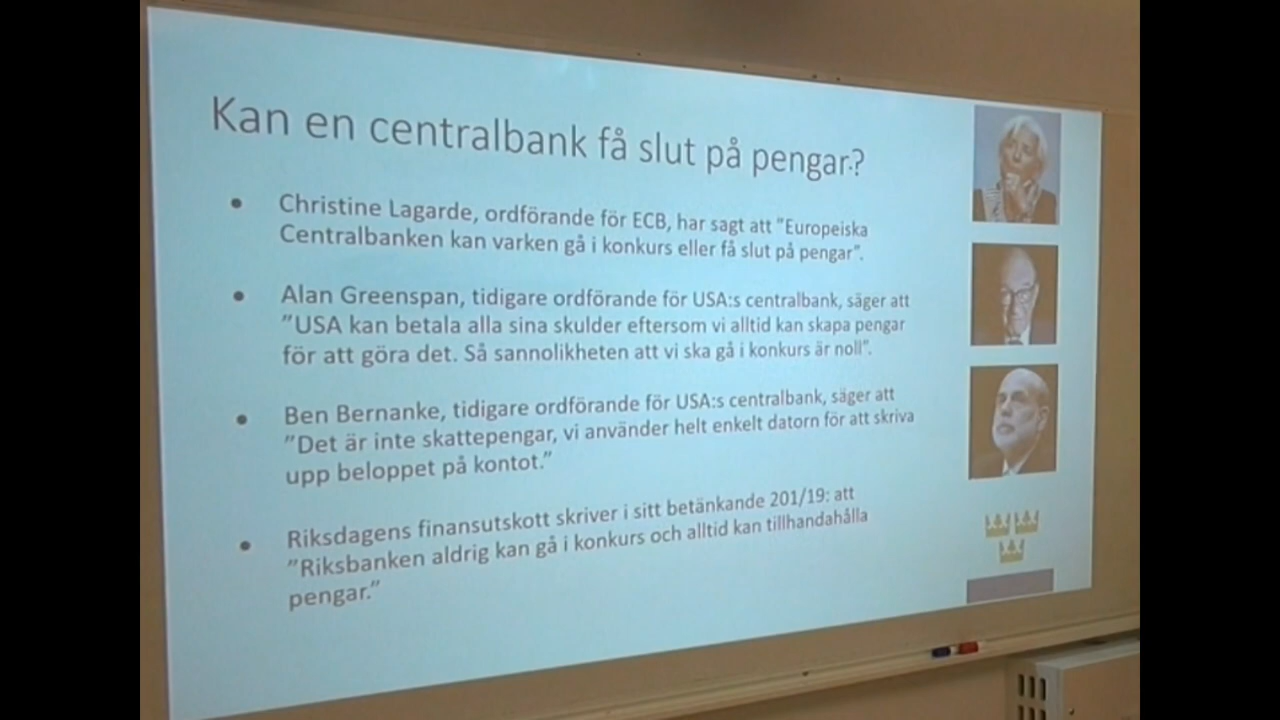 Kan en centralbank få slut på pengar.?
• Christine Lagarde, ordförande för ECB, har sagt att ”Europeiska
Centralbanken kan varken gå i konkurs eller få slut på pengar”.
• Alan Greenspan, tidigare ordförande för USA:s centralbank, säger att
”USA kan betala alla sina skulder eftersom vi alltid kan skapa pengar
för att göra det. Så sannolikheten att vi ska gå i konkurs är noll”.
• Ben Bernanke, tidigare ordförande för USA:s centralbank, säger att
”Det är inte skattepengar, vi använder helt enkelt datorn för att skriva
upp beloppet på kontot.”
• Riksdagens finansutskott skriver i sitt betänkande 201/19: att
”Riksbanken aldrig kan gå i konkurs och alltid kan tillhandahålla
pengar.”